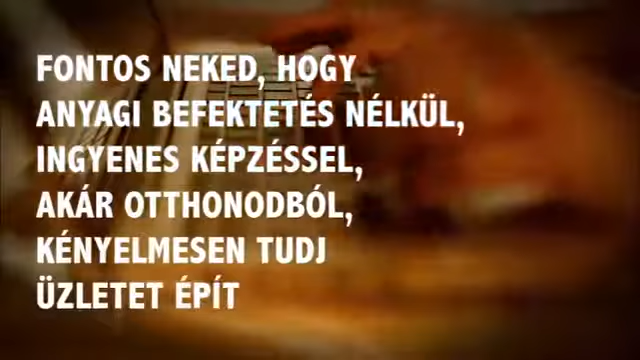 FONTOS NEKED, HOGY
ANYAGI BEFEKTETÉS NÉLKÜL,
INGYENES KÉPZÉSSEL,
AKÁR OTTHONODBÓL,
KÉNYELMESEN TUDJ
ÜZLETET ÉPÍT